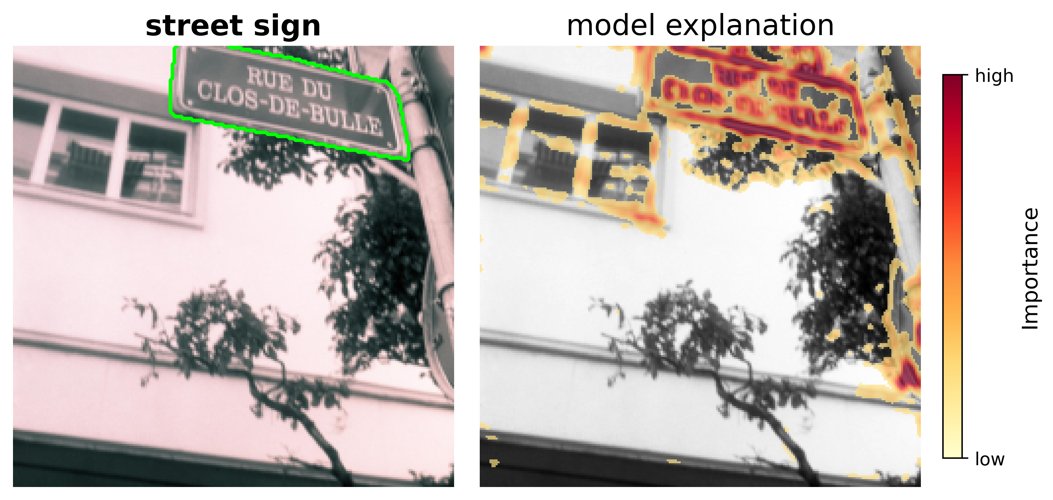 street sign
model explanation
RUE DU
CLOS-DE-BULLE
high
Importance
low